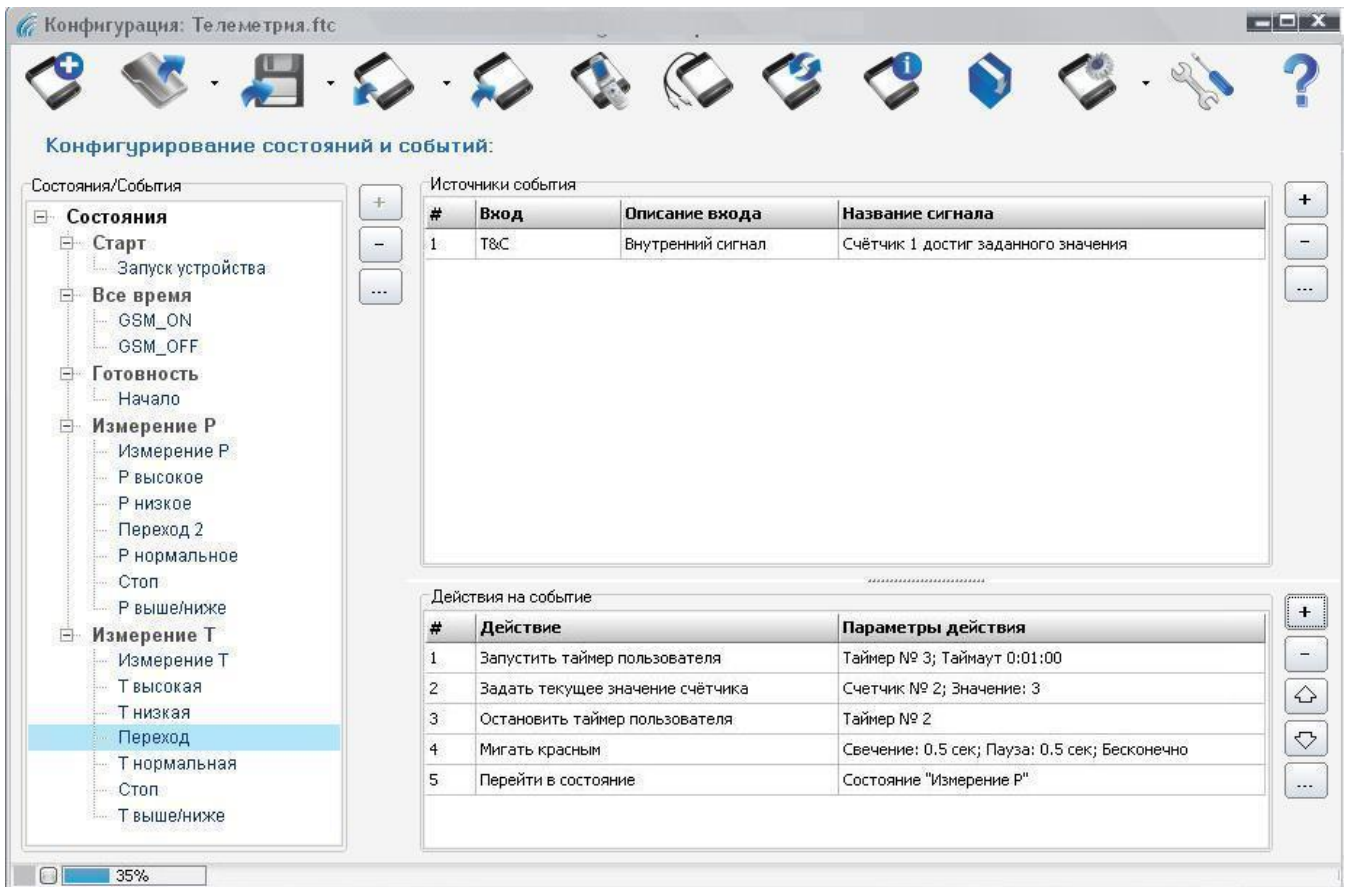 Конфигурация: Телеметрия.ftc
Конфигурирование состояний и событий:
Состояния/События
Состояния
Старт
Запуск устройства
Все время
GSM_ON
GSM_OFF
Готовность
Начало
Измерение P
Измерение P
P высокое
P низкое
Переход 2
P нормальное
Стоп
P выше/ниже
Измерение T
Измерение T
T высокая
T низкая
Переход
T нормальная
Стоп
T выше/ниже
+
-
...
Источники события
# Вход Описание входа Название сигнала
1 T&C Внутренний сигнал Счётчик 1 достиг заданного значения
+
-
...
Действия на событие
# Действие Параметры действия
1 Запустить таймер пользователя Таймер № 3; Таймаут 0:01:00
2 Задать текущее значение счётчика Счетчик № 2; Значение: 3
3 Остановить таймер пользователя Таймер № 2
4 Мигать красным Свечение: 0.5 сек; Пауза: 0.5 сек; Бесконечно
5 Перейти в состояние Состояние "Измерение P"
+
-
...
35%